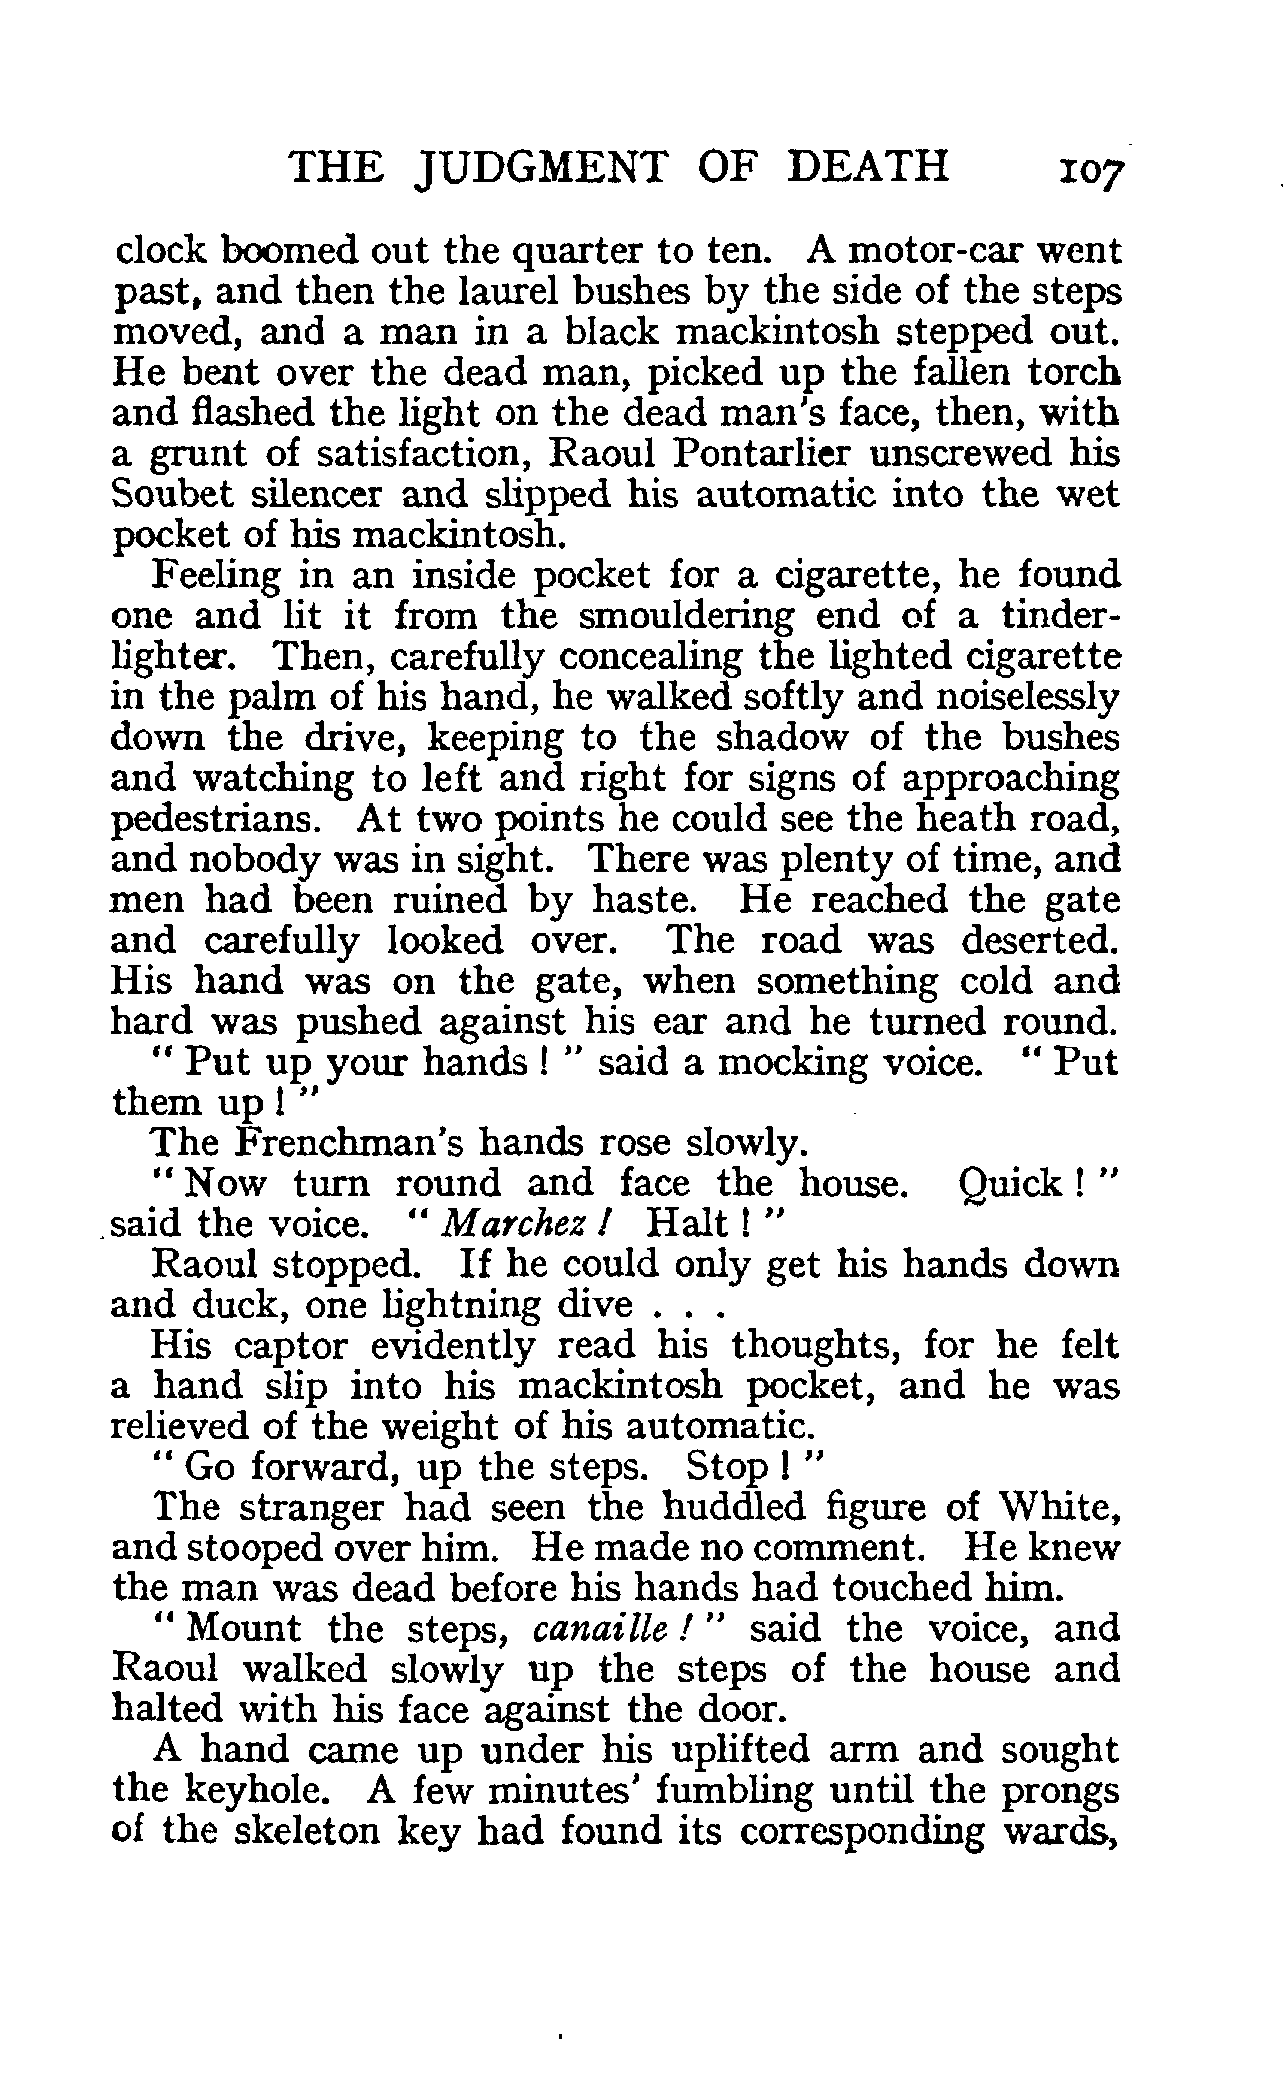 THE JUDGMENT OF DEATH 107
clock boomed out the quarter to ten. A motor-car went
past, and then the laurel bushes by the side of the steps
moved, and a man in a black mackintosh stepped out.
He bent over the dead man, picked up the fallen torch
and flashed the light on the dead man's face, then, with
a grunt of satisfaction, Raoul Pontarlier unscrewed his
Soubet silencer and slipped his automatic into the wet
pocket of his mackintosh.
Feeling in an inside pocket for a cigarette, he found
one and lit it from the smouldering end of a tinder-
lighter. Then, carefully concealing the lighted cigarette
in the palm of his hand, he walked softly and noiselessly
down the drive, keeping to the shadow of the bushes
and watching to left and right for signs of approaching
pedestrians. At two points he could see the heath road,
and nobody was in sight. There was plenty of time, and
men had been ruined by haste. He reached the gate
and carefully looked over. The road was deserted.
His hand was on the gate, when something cold and
hard was pushed against his ear and he turned round.
" Put up your hands ! " said a mocking voice. " Put
them up ! "
The Frenchman's hands rose slowly.
" Now turn round and face the house. Quick ! "
said the voice. " Marchez ! Halt ! "
Raoul stopped. If he could only get his hands down
and duck, one lightning dive . . .
His captor evidently read his thoughts, for he felt
a hand slip into his mackintosh pocket, and he was
relieved of the weight of his automatic.
" Go forward, up the steps. Stop ! "
The stranger had seen the huddled figure of White,
and stooped over him. He made no comment. He knew
the man was dead before his hands had touched him.
" Mount the steps, canaille ! " said the voice, and
Raoul walked slowly up the steps of the house and
halted with his face against the door.
A hand came up under his uplifted arm and sought
the keyhole. A few minutes' fumbling until the prongs
of the skeleton key had found its corresponding wards,